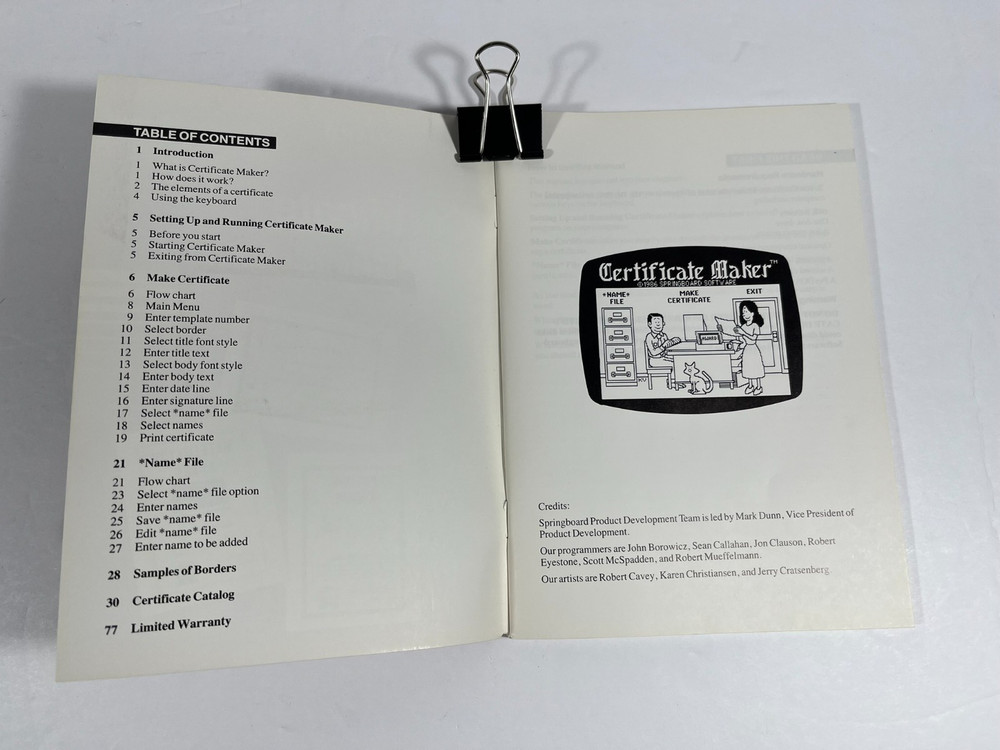 TABLE OF CONTENTS
1 Introduction
1 What is Certificate Maker?
1 How does it work?
2 The elements of a certificate
4 Using the keyboard
5 Setting Up and Running Certificate Maker
5 Before you start
5 Starting Certificate Maker
5 Exiting from Certificate Maker
6 Make Certificate
6 Flow chart
8 Main Menu
9 Enter template number
10 Select border
11 Select title font style
12 Enter title text
13 Select body font style
14 Enter body text
15 Enter date line
16 Enter signature line
17 Select *name* file
18 Select names
19 Print certificate
21 *Name* File
21 Flow chart
23 Select *name* file option
24 Enter names
25 Save *name* file
26 Edit *name* file
27 Enter name to be added
28 Samples of Borders
30 Certificate Catalog
77 Limited Warranty
Certificate Maker™
©1986 SPRINGBOARD SOFTWARE
*NAME* FILE
MAKE CERTIFICATE
EXIT
Credits:
Springboard Product Development Team is led by Mark Dunn, Vice President of
Product Development.
Our programmers are John Borowicz, Sean Callahan, Jon Clauson, Robert
Eyestone, Scott McSpadden, and Robert Mueffelmann.
Our artists are Robert Cavey, Karen Christiansen, and Jerry Cratsenberg.